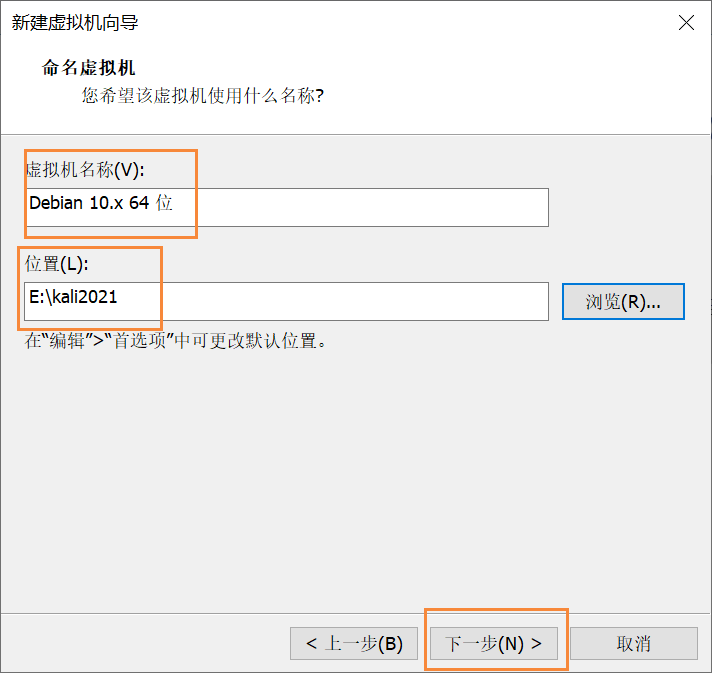 新建虚拟机向导
命名虚拟机
您希望该虚拟机使用什么名称?
虚拟机名称(V):
Debian 10.x 64 位
位置(L):
E:\kali2021
浏览(R)...
在“编辑”>“首选项”中可更改默认位置。
< 上一步(B)
下一步(N) >
取消